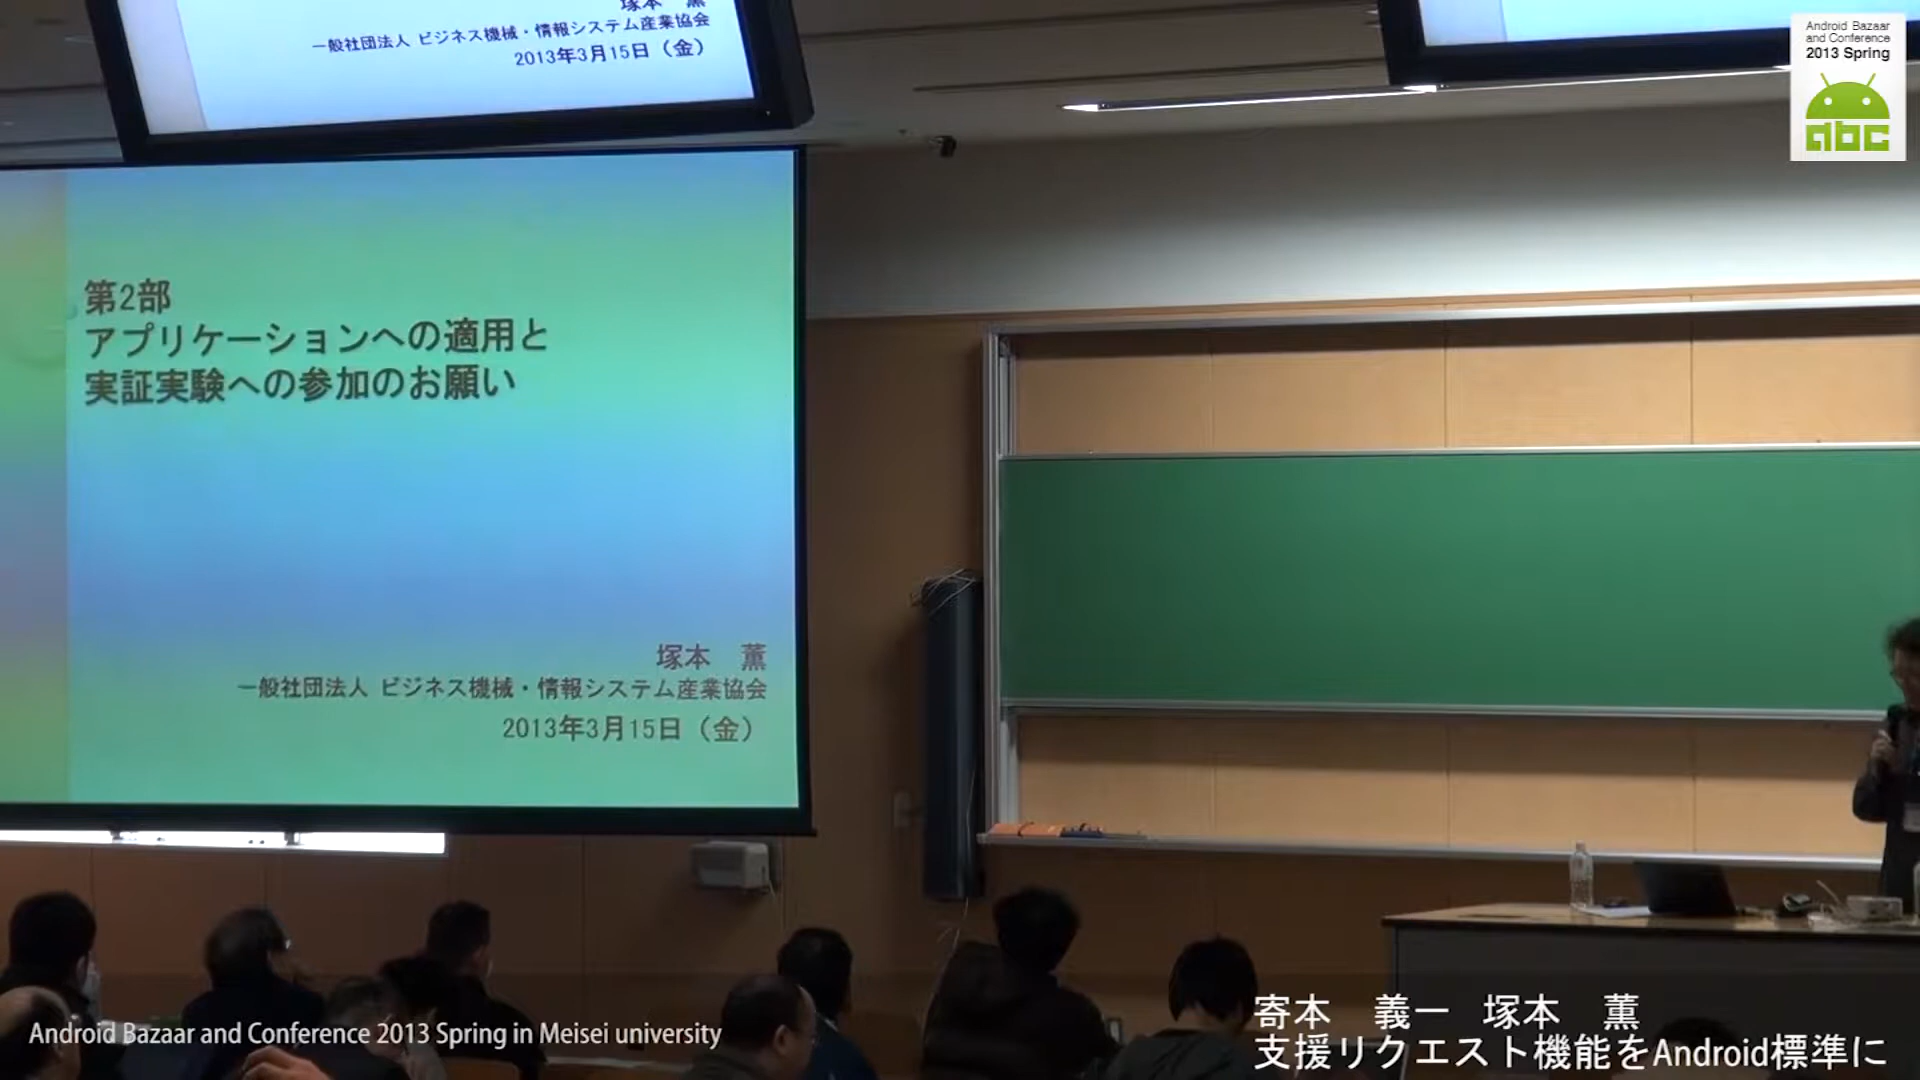 塚本 薫
一般社団法人 ビジネス機械・情報システム産業協会
2013年3月15日（金）
Android Bazaar
and Conference
2013 Spring
abc
第2部
アプリケーションへの適用と
実証実験への参加のお願い
塚本 薫
一般社団法人 ビジネス機械・情報システム産業協会
2013年3月15日（金）
Android Bazaar and Conference 2013 Spring in Meisei university
寄本 義一 塚本 薫
支援リクエスト機能をAndroid標準に